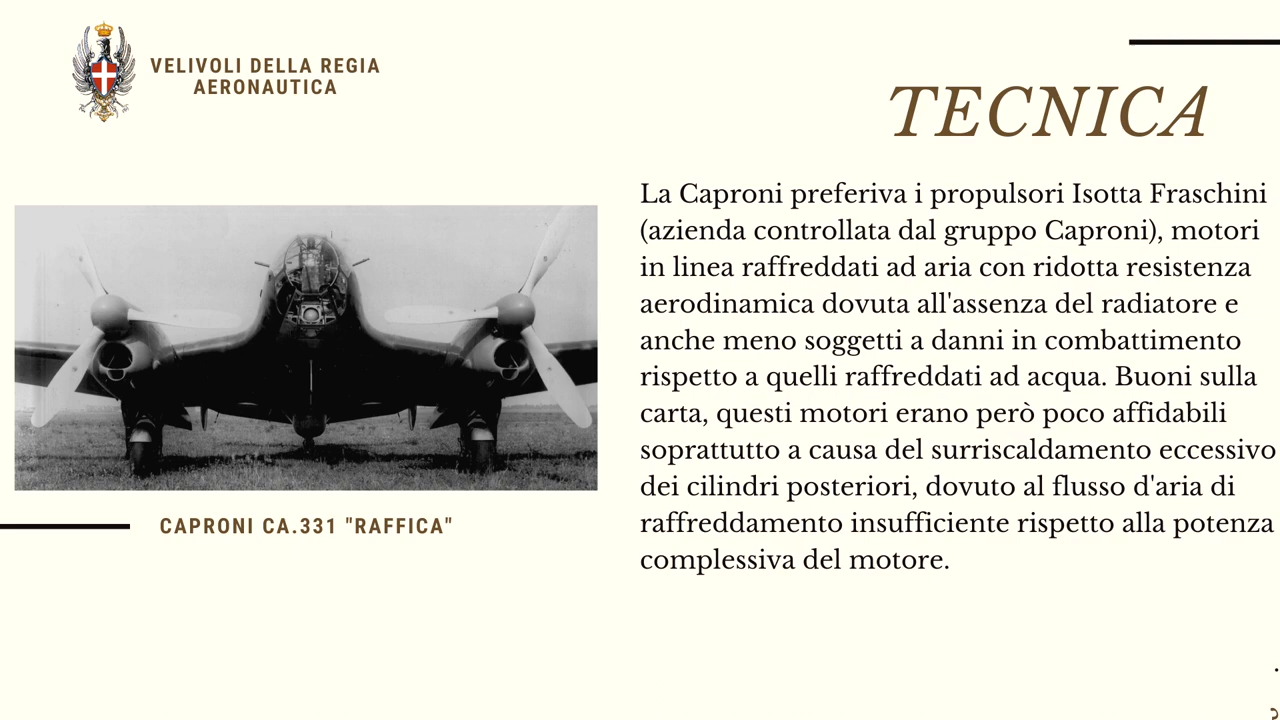 VELIVOLI DELLA REGIA
AERONAUTICA
TECNICA
La Caproni preferiva i propulsori Isotta Fraschini
(azienda controllata dal gruppo Caproni), motori
in linea raffreddati ad aria con ridotta resistenza
aerodinamica dovuta all'assenza del radiatore e
anche meno soggetti a danni in combattimento
rispetto a quelli raffreddati ad acqua. Buoni sulla
carta, questi motori erano però poco affidabili
soprattutto a causa del surriscaldamento eccessivo
dei cilindri posteriori, dovuto al flusso d'aria di
raffreddamento insufficiente rispetto alla potenza
complessiva del motore.
CAPRONI CA.331 "RAFFICA"